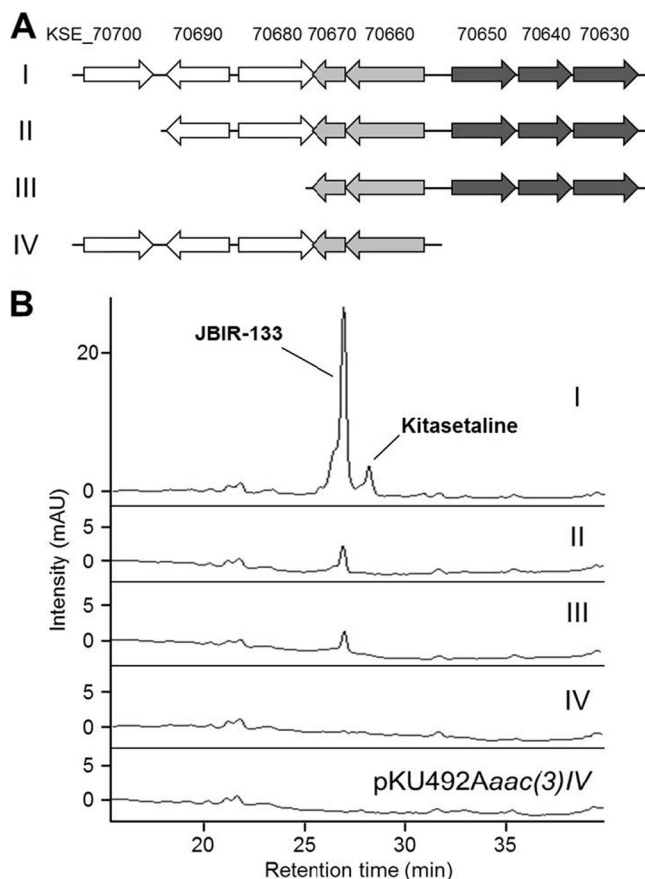 A
KSE_70700 70690 70680 70670 70660 70650 70640 70630
I
II
III
IV
B
JBIR-133
Kitasetaline
20
0
I
5
0
II
5
0
III
5
0
IV
5
0
pKU492Aaac(3)IV
Intensity (mAU)
20 25 30 35
Retention time (min)